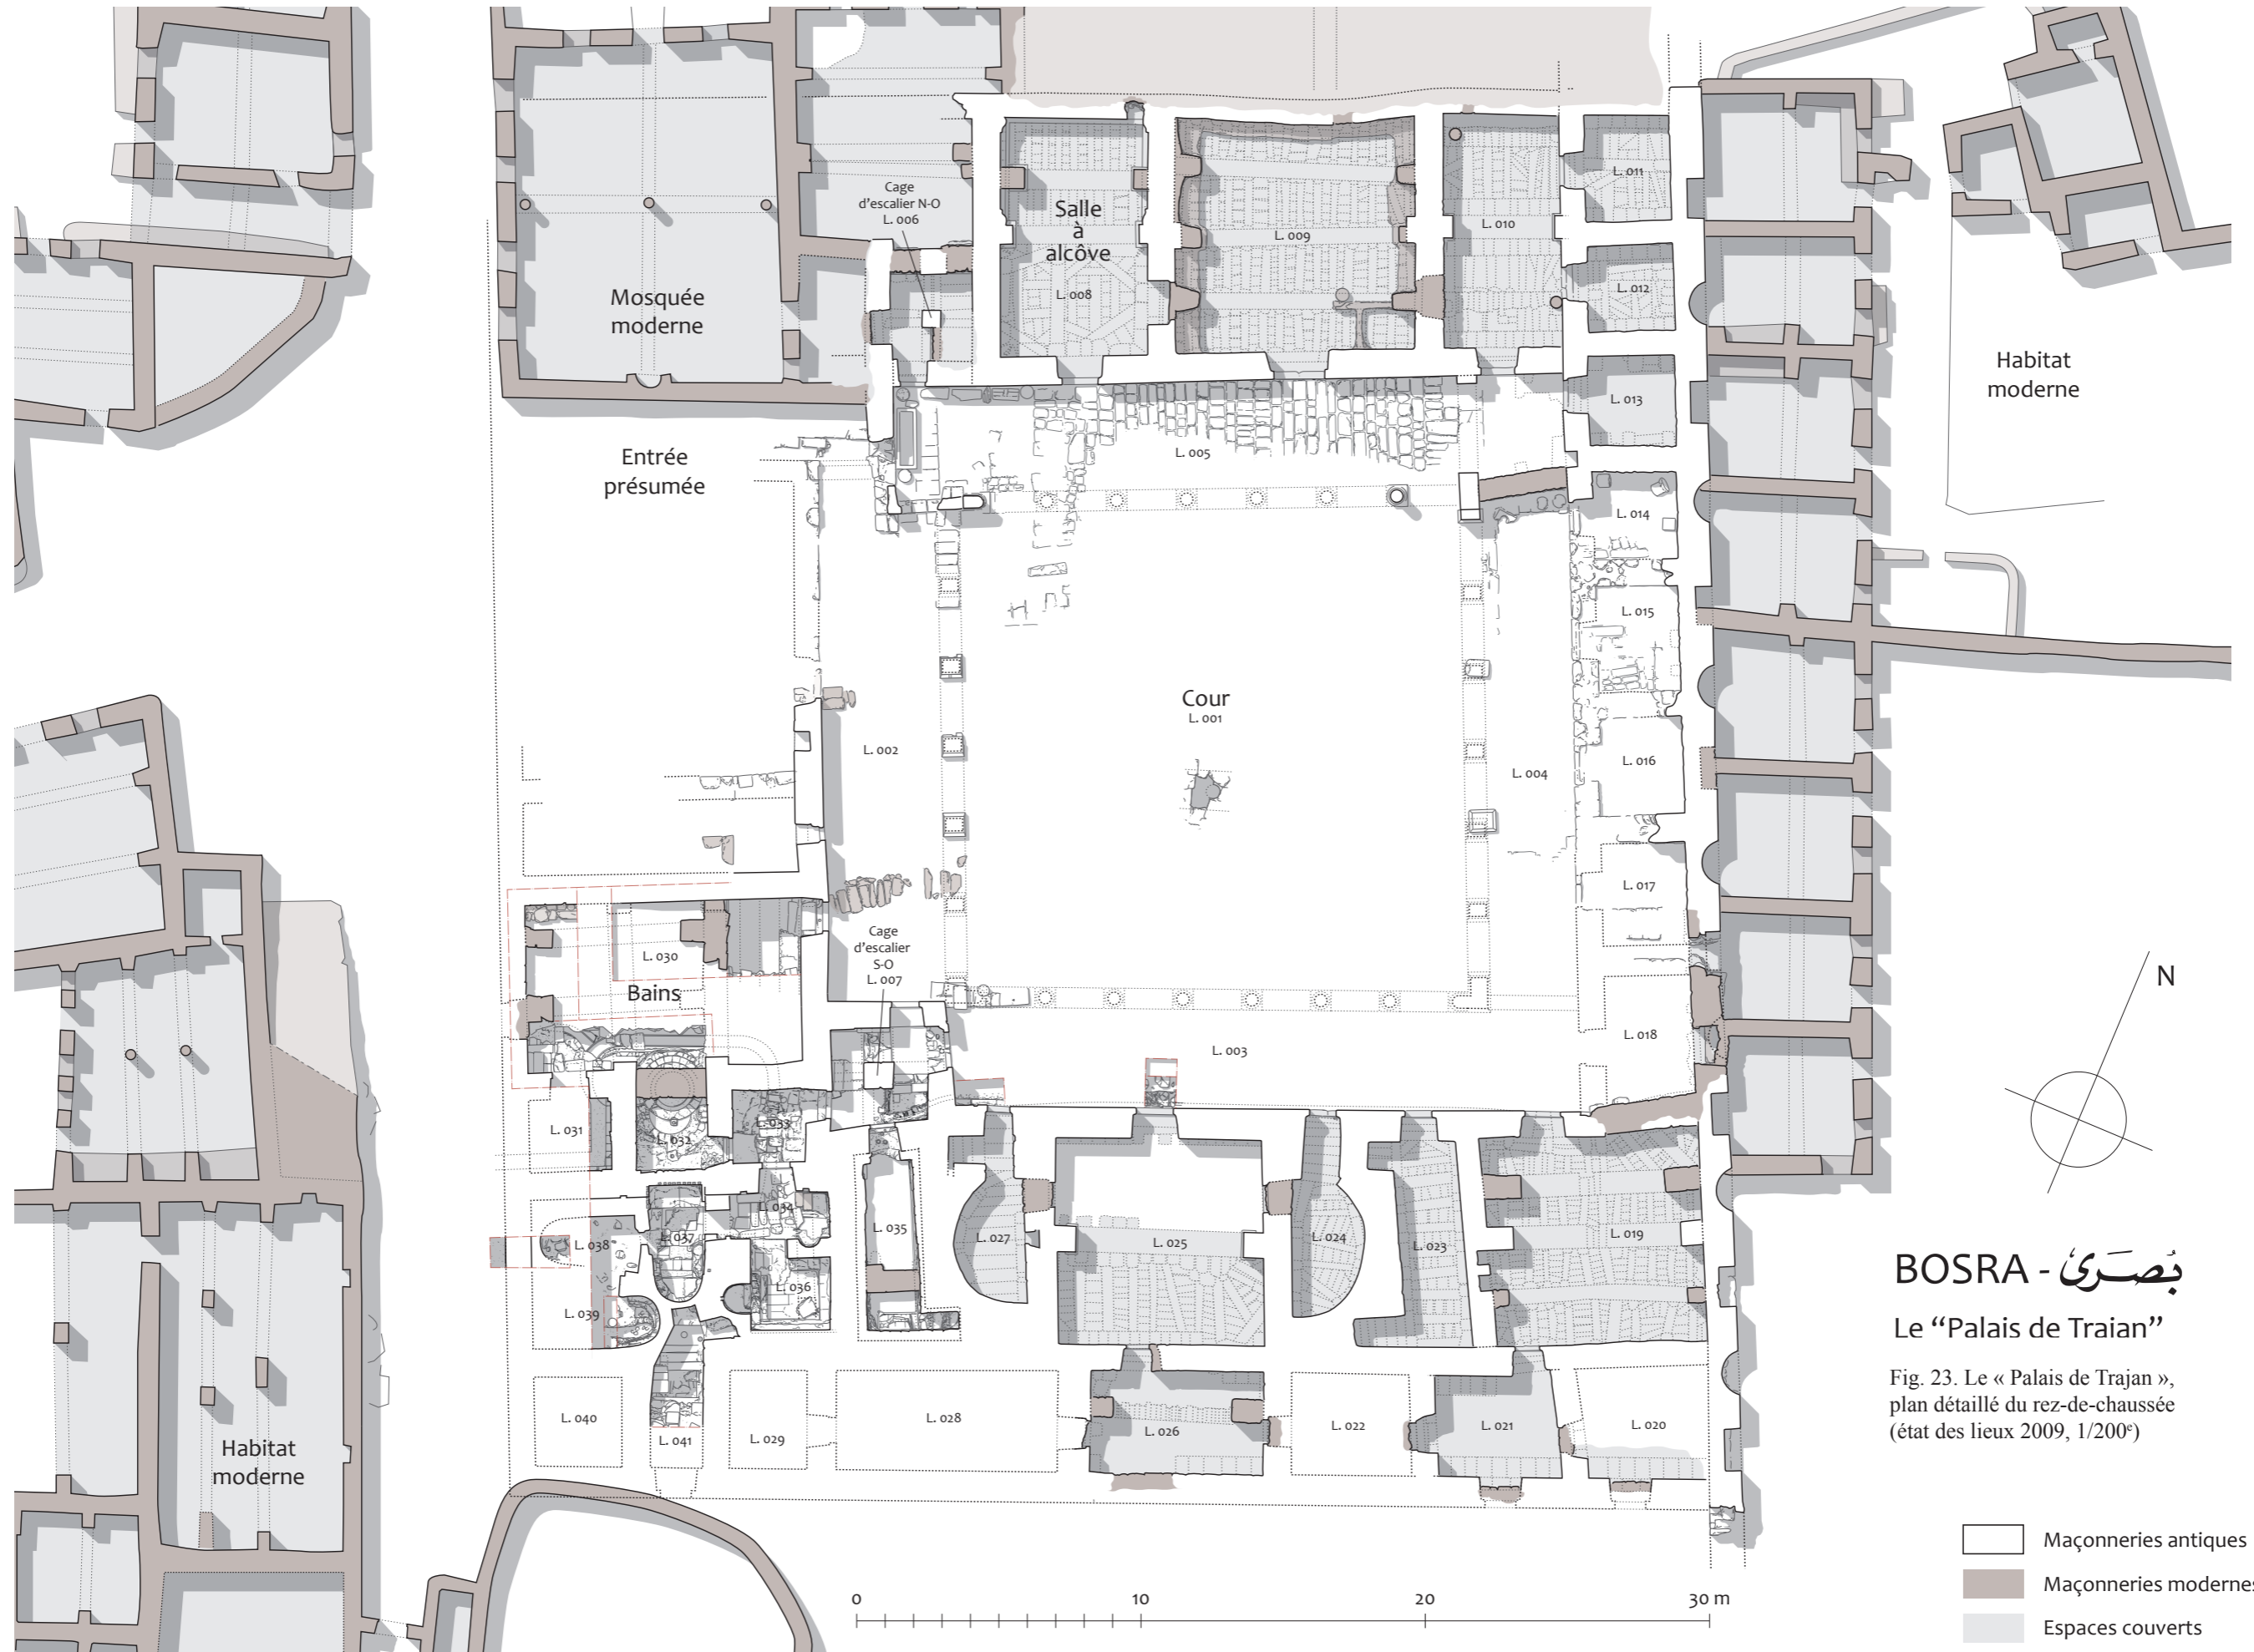 Cage
d'escalier N-O
L. 006
Salle
à
alcôve
L. 008
L. 009
L. 010
L. 011
L. 012
L. 013
Mosquée
moderne
Habitat
moderne
Entrée
présumée
L. 005
L. 014
L. 015
Cour
L. 001
L. 002
L. 004
L. 016
L. 017
Cage
d'escalier
S-O
L. 007
L. 030
Bains
L. 003
L. 018
N
L. 031
L. 032
L. 033
L. 034
L. 035
L. 027
L. 025
L. 024
L. 023
L. 019
L. 038
L. 037
L. 036
L. 039
BOSRA - بُصرَىٰ
Le “Palais de Traian”
Fig. 23. Le « Palais de Trajan »,
plan détaillé du rez-de-chaussée
(état des lieux 2009, 1/200e)
L. 040
L. 041
L. 029
L. 028
L. 026
L. 022
L. 021
L. 020
Habitat
moderne
Maçonneries antiques
Maçonneries modernes
Espaces couverts
0 10 20 30 m